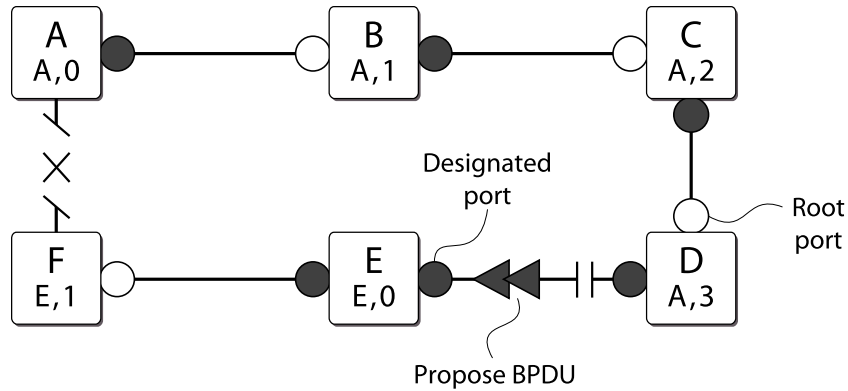 A
A,0
B
A,1
C
A,2
Designated
port
Root
port
F
E,1
E
E,0
D
A,3
Propose BPDU